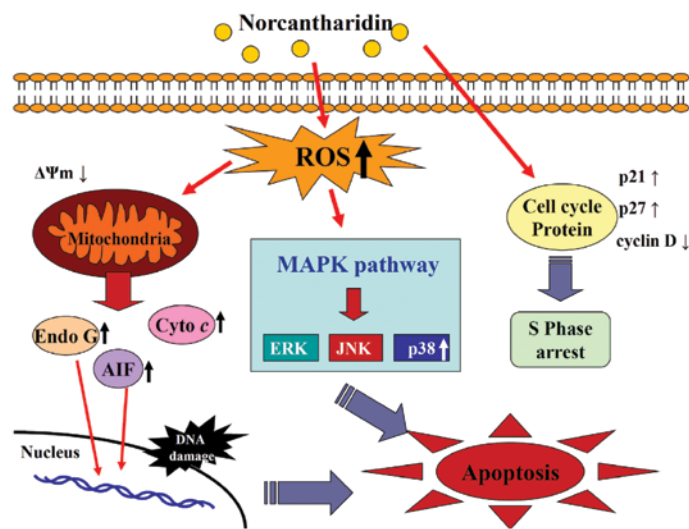 Norcantharidin
ROS ↑
ΔΨm ↓
Mitochondria
p21 ↑
Cell cycle
Protein
p27 ↑
cyclin D ↓
MAPK pathway
Endo G ↑
Cyto c ↑
AIF ↑
ERK
JNK
p38 ↑
S Phase
arrest
Nucleus
DNA
damage
Apoptosis